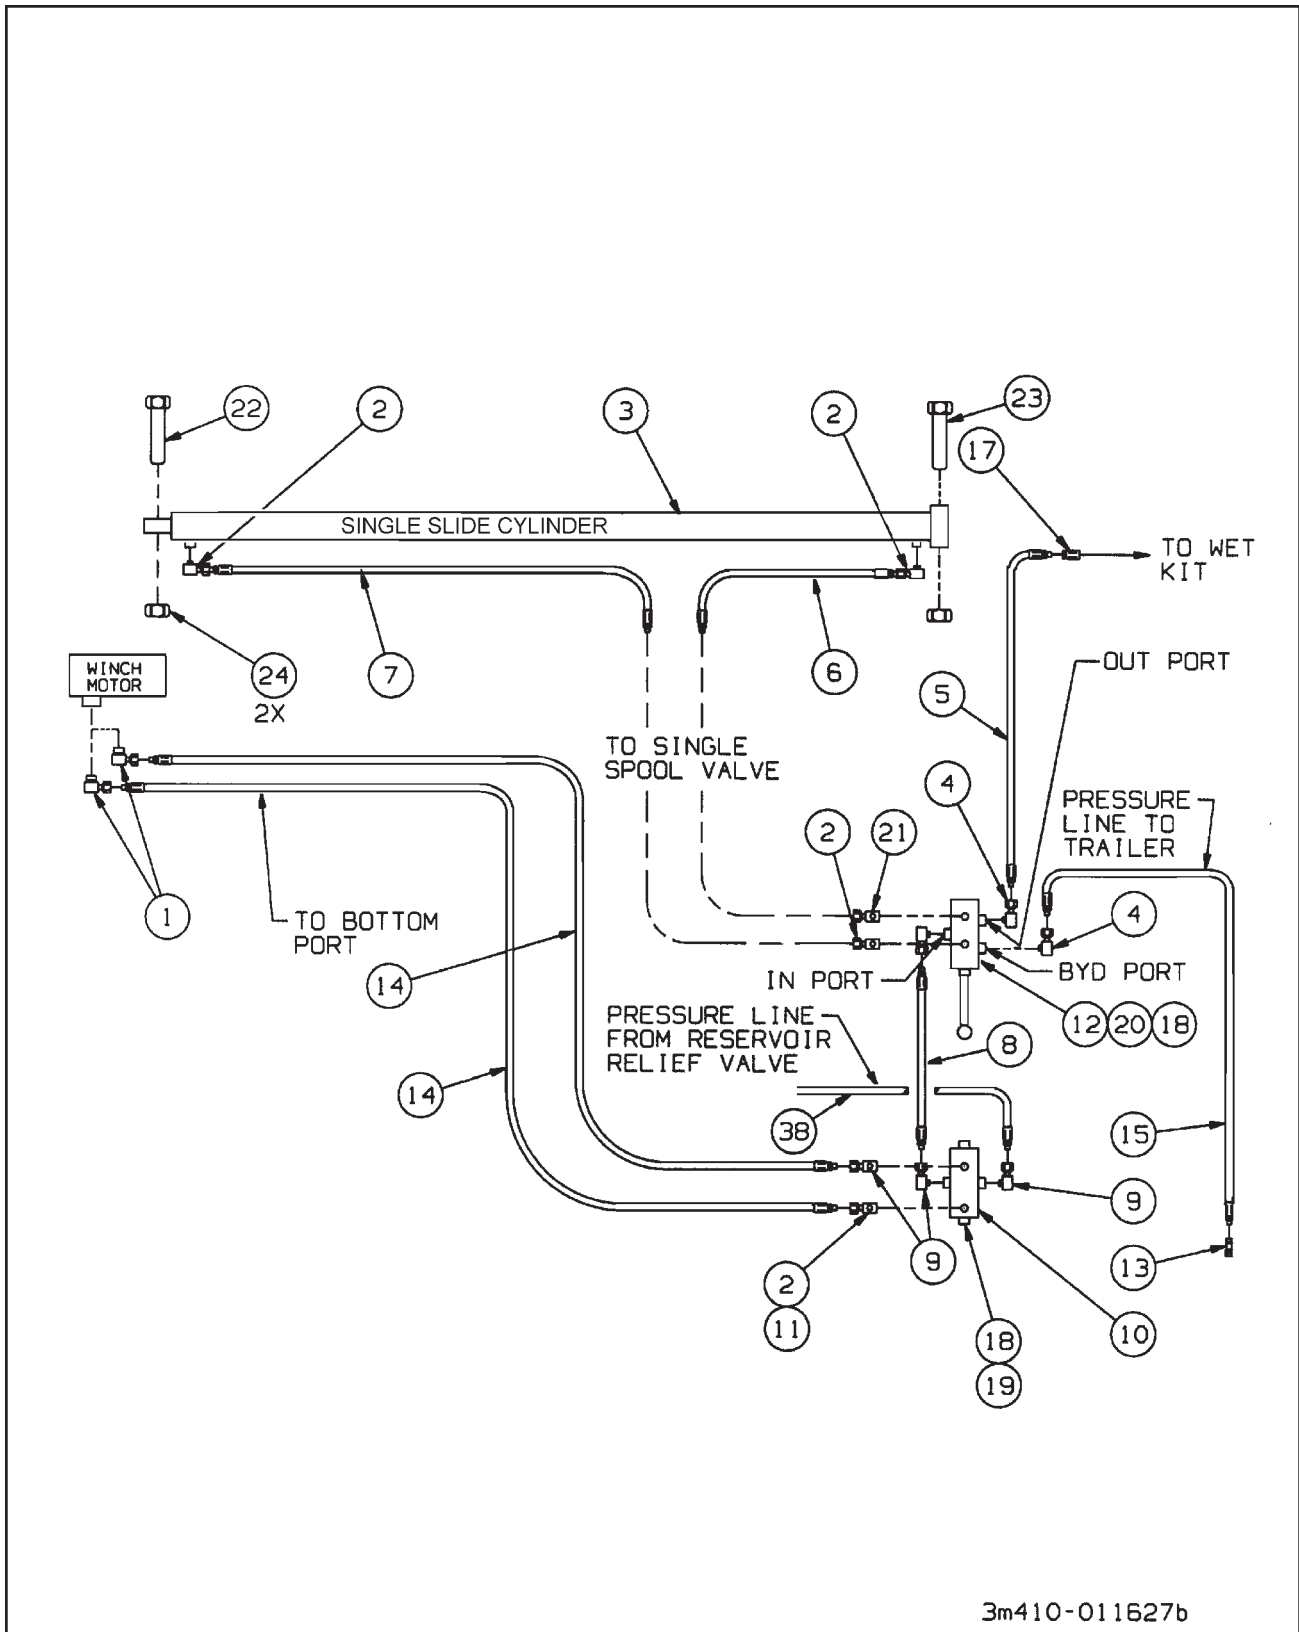 22
2
3
2
23
17
SINGLE SLIDE CYLINDER
TO WET
KIT
7
6
24
2X
WINCH
MOTOR
OUT PORT
5
TO SINGLE
SPOOL VALVE
4
PRESSURE
LINE TO
TRAILER
2
21
1
TO BOTTOM
PORT
4
14
IN PORT
BYD PORT
12
20
18
PRESSURE LINE
FROM RESERVOIR
RELIEF VALVE
8
14
38
15
9
9
13
2
11
18
19
10
3m410-011627b